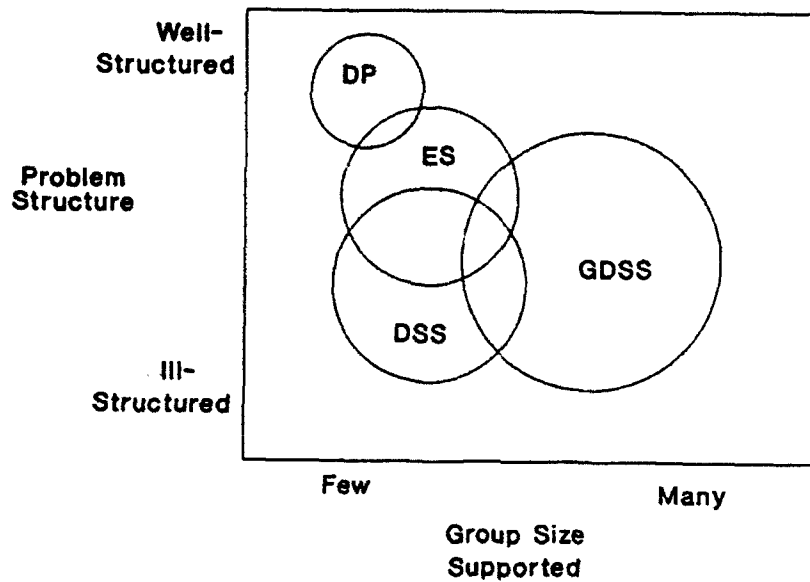 Well-
Structured
DP
ES
Problem
Structure
GDSS
DSS
Ill-
Structured
Few
Many
Group Size
Supported